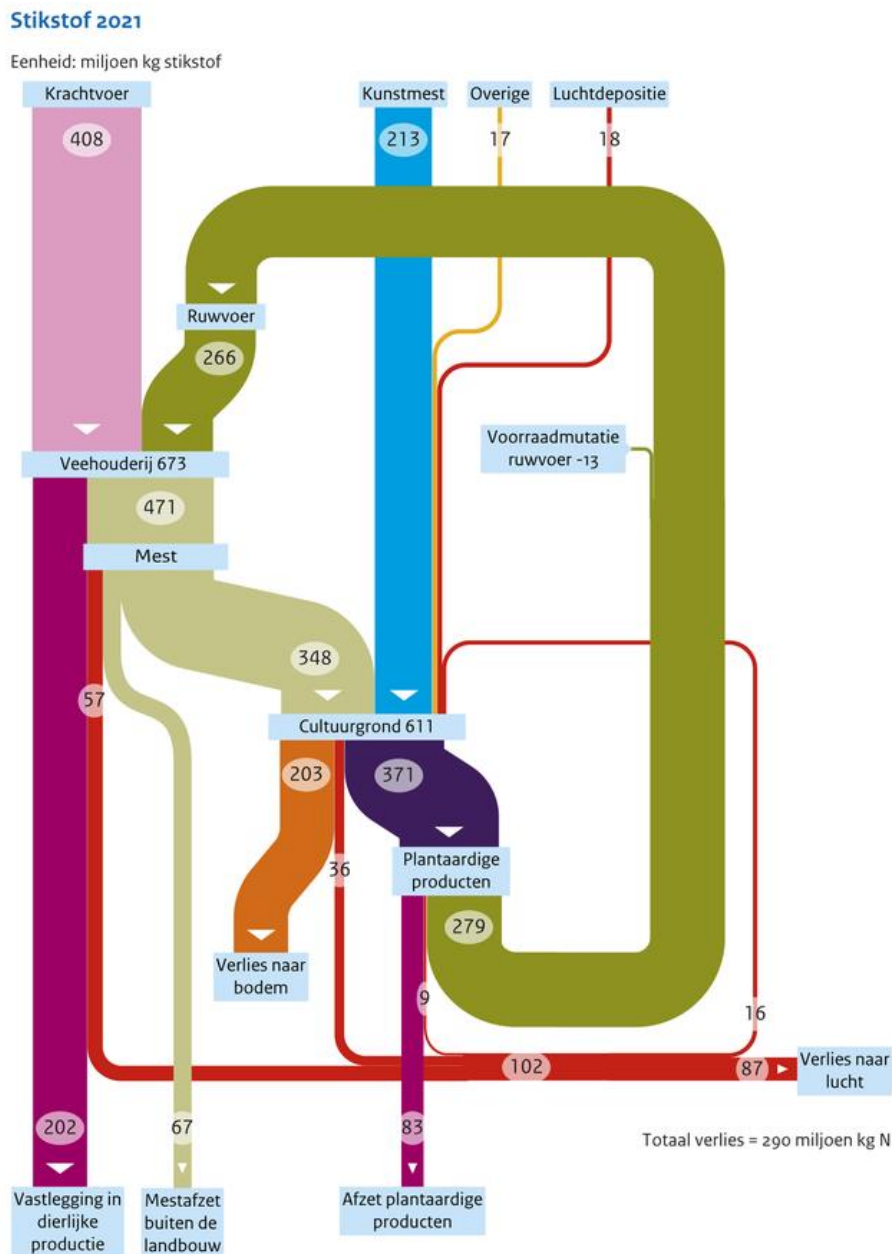 Stikstof 2021
Eenheid: miljoen kg stikstof
Krachtvoer
Kunstmest
Overige
Luchtdepositie
408
213
17
18
Ruwvoer
266
Voorraadmutatie
ruwvoer -13
Veehouderij 673
471
Mest
348
57
Cultuurgrond 611
203
371
36
Plantaardige
producten
279
Verlies naar
bodem
9
16
102
87
Verlies naar
lucht
202
67
83
Totaal verlies = 290 miljoen kg N
Vastlegging in
dierlijke
productie
Mestafzet
buiten de
landbouw
Afzet plantaardige
producten